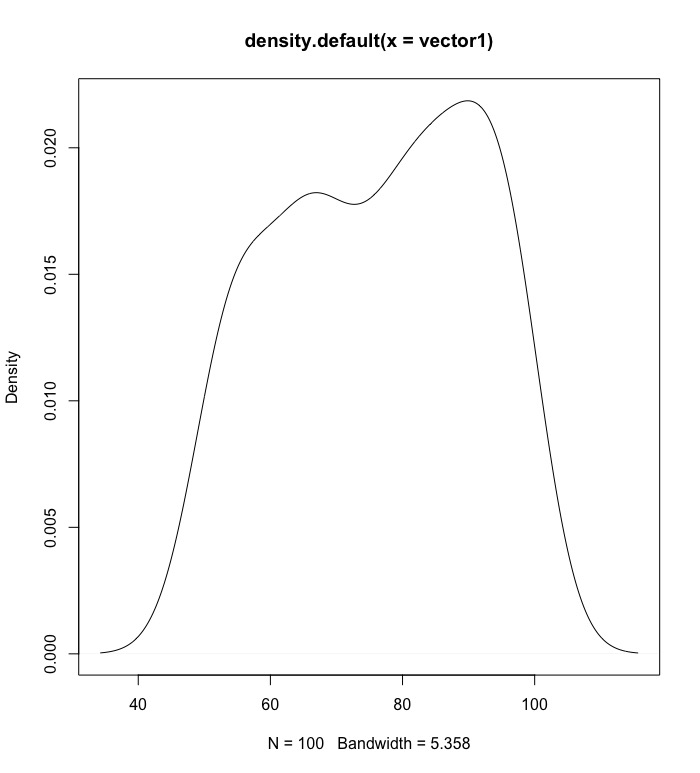 density.default(x = vector1)
Density
0.020
0.015
0.010
0.005
0.000
40 60 80 100
N = 100 Bandwidth = 5.358